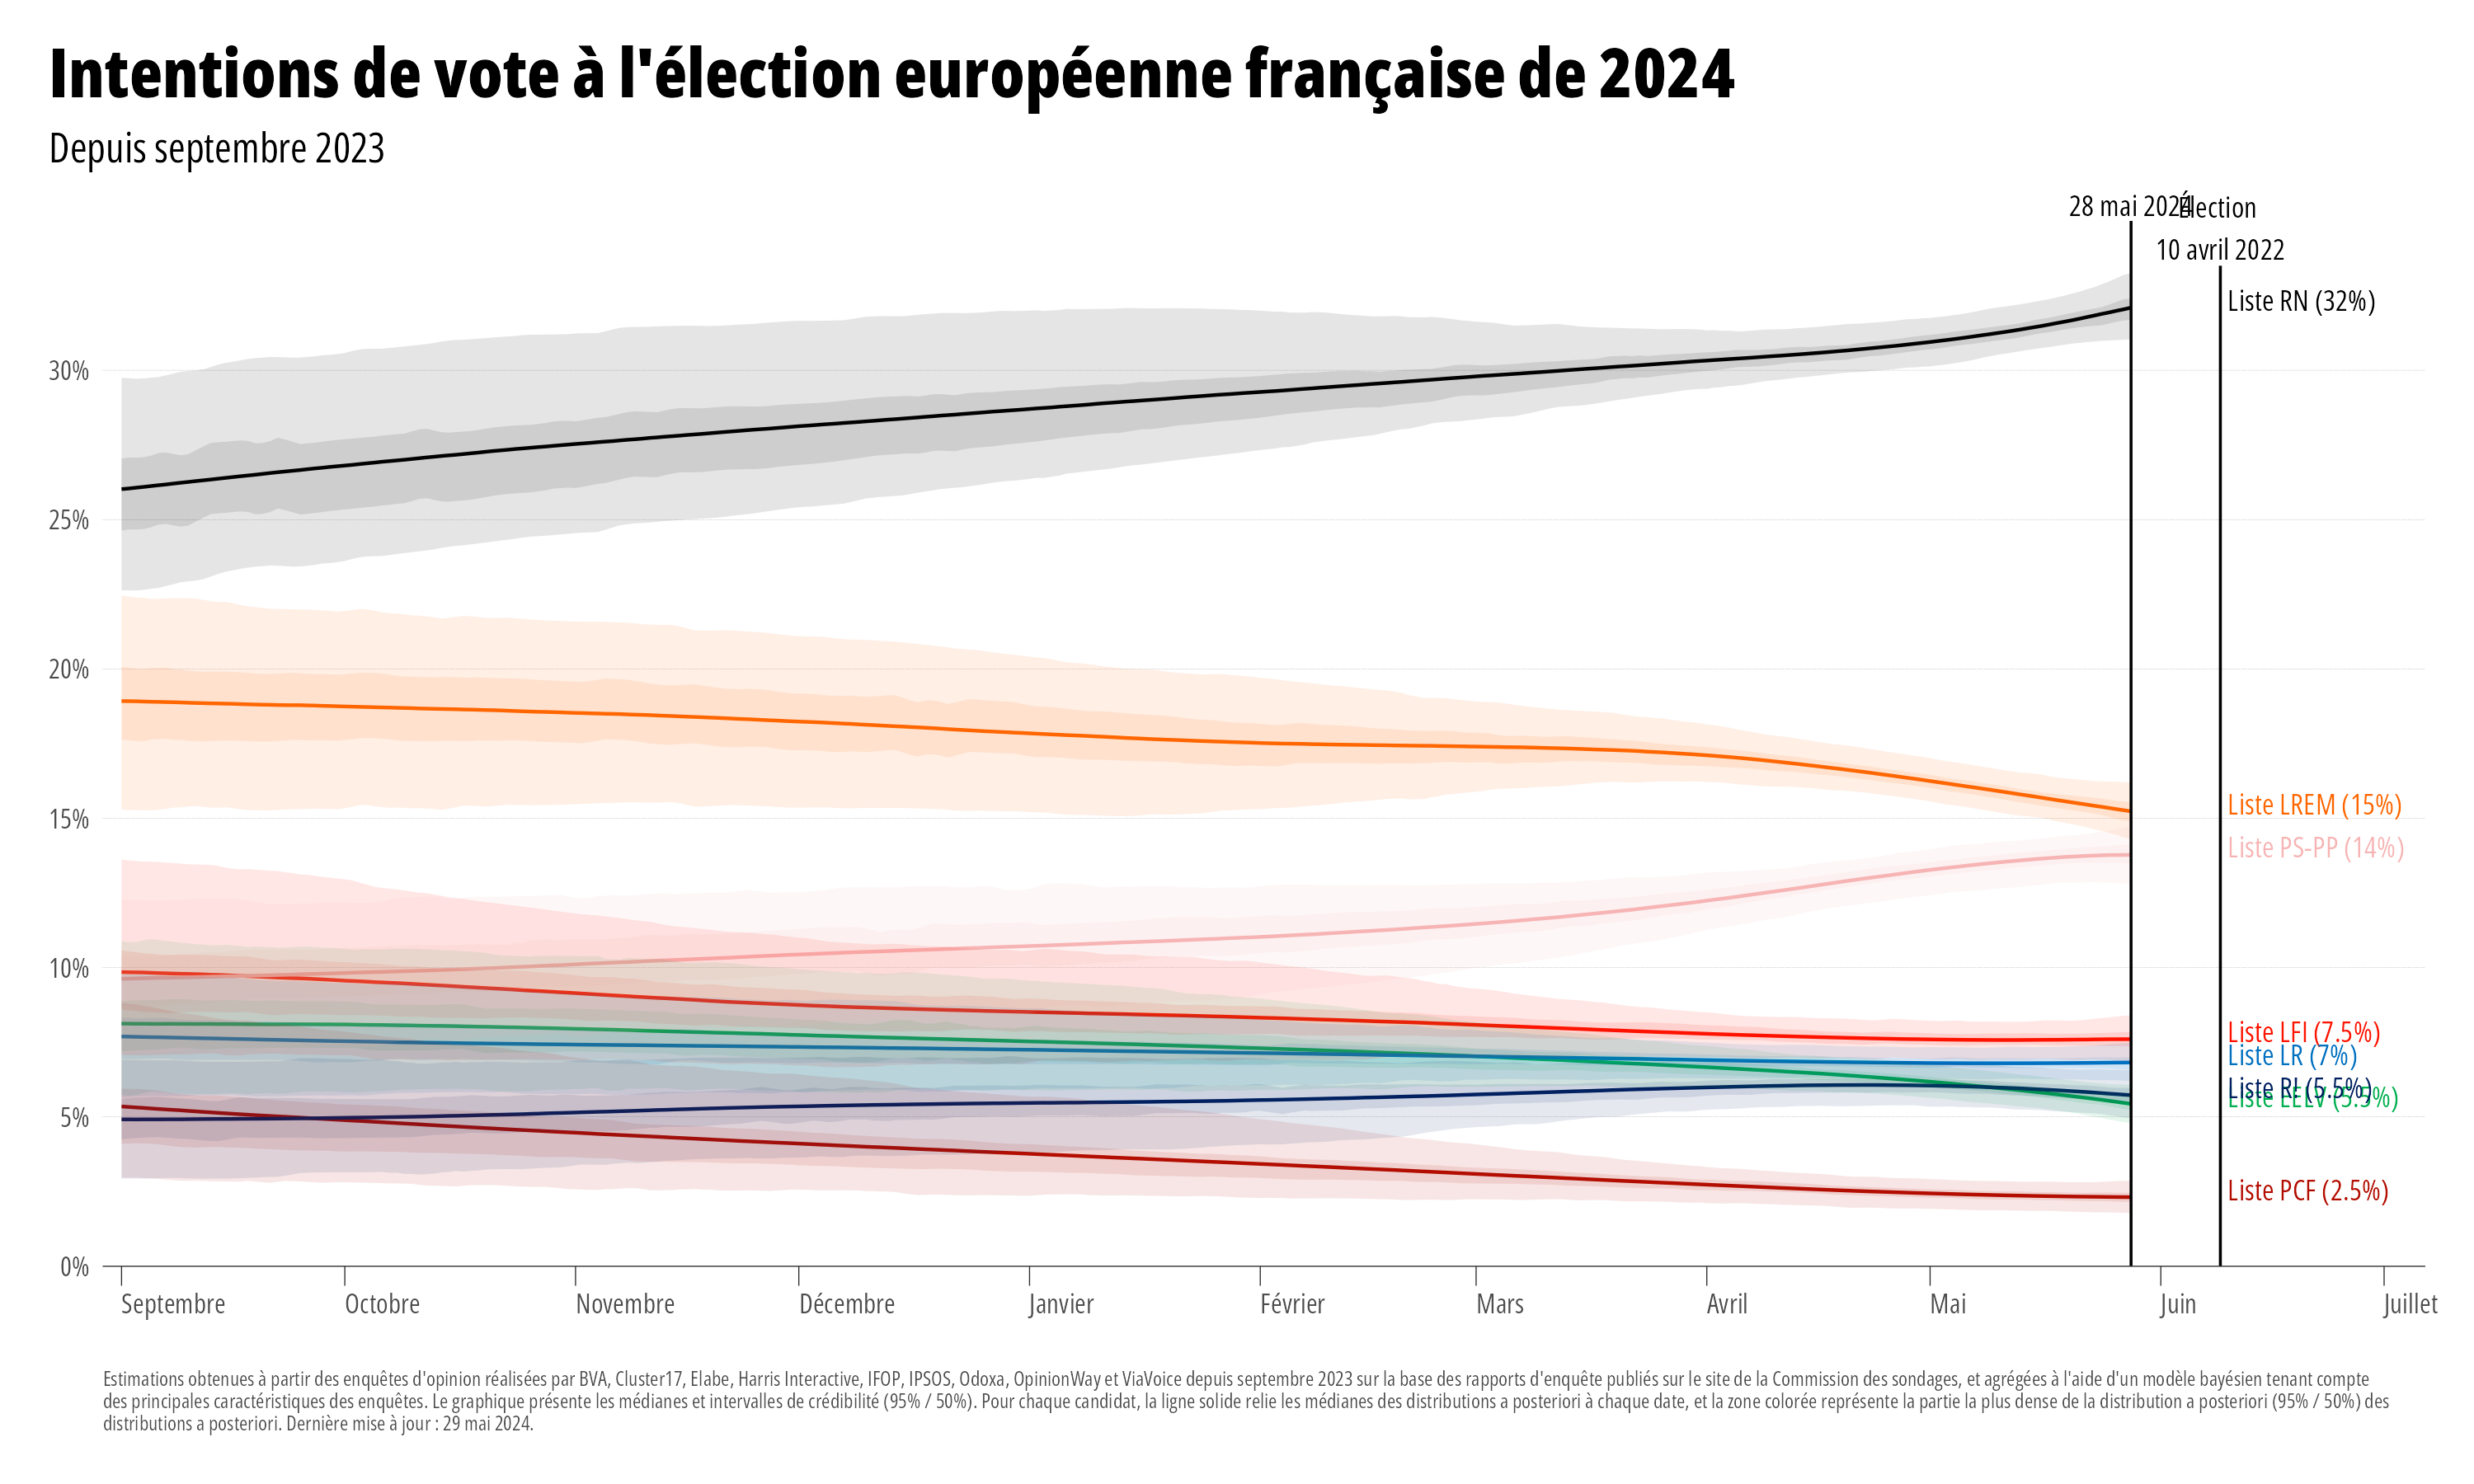 Intentions de vote à l'élection européenne française de 2024
Depuis septembre 2023
28 mai 2024
Élection
10 avril 2022
Liste RN (32%)
30%
25%
20%
15%
10%
5%
0%
Liste LREM (15%)
Liste PS-PP (14%)
Liste LFI (7.5%)
Liste LR (7%)
Liste RI (5.5%)
Liste EELV (5.5%)
Liste PCF (2.5%)
Septembre
Octobre
Novembre
Décembre
Janvier
Février
Mars
Avril
Mai
Juin
Juillet
Estimations obtenues à partir des enquêtes d'opinion réalisées par BVA, Cluster17, Elabe, Harris Interactive, IFOP, IPSOS, Odoxa, OpinionWay et ViaVoice depuis septembre 2023 sur la base des rapports d'enquête publiés sur le site de la Commission des sondages, et agrégées à l'aide d'un modèle bayésien tenant compte
des principales caractéristiques des enquêtes. Le graphique présente les médianes et intervalles de crédibilité (95% / 50%). Pour chaque candidat, la ligne solide relie les médianes des distributions a posteriori à chaque date, et la zone colorée représente la partie la plus dense de la distribution a posteriori (95% / 50%) des
distributions a posteriori. Dernière mise à jour : 29 mai 2024.